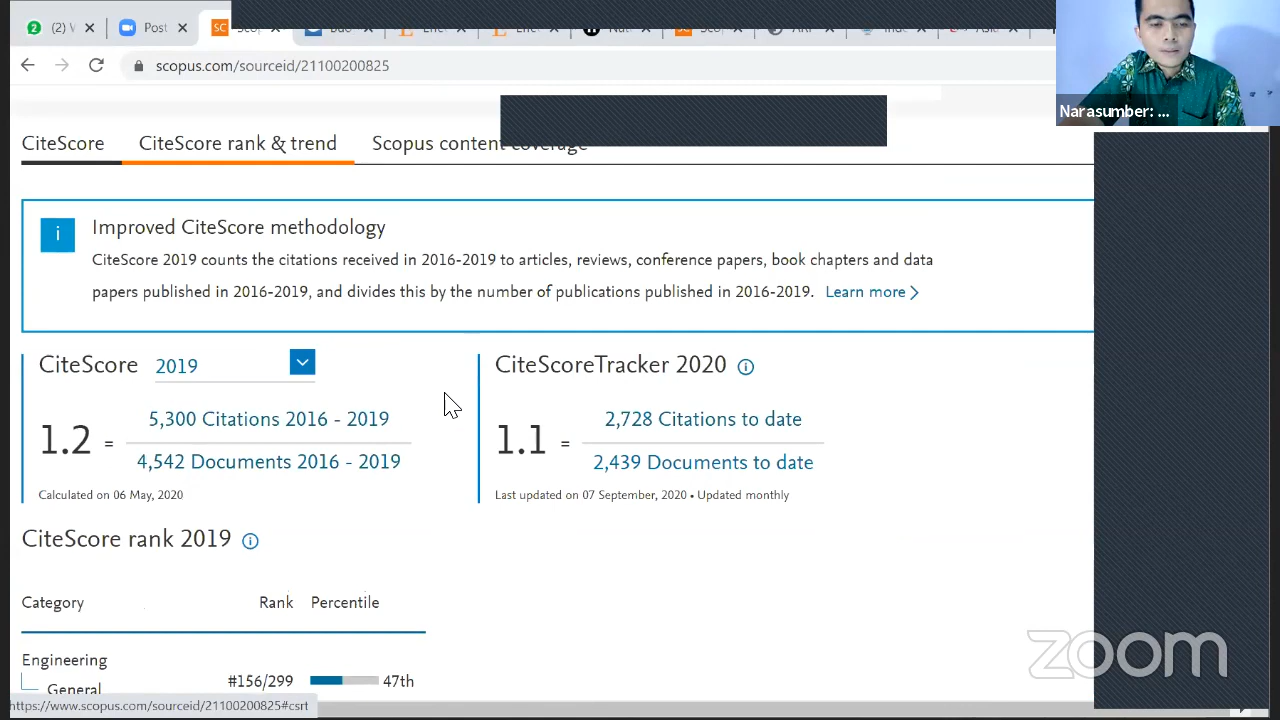 2 (2) W
Post
SC
scopus.com/sourceid/21100200825
Narasumber: ...
CiteScore CiteScore rank & trend Scopus content coverage
i Improved CiteScore methodology
CiteScore 2019 counts the citations received in 2016-2019 to articles, reviews, conference papers, book chapters and data
papers published in 2016-2019, and divides this by the number of publications published in 2016-2019. Learn more
CiteScore 2019
1.2 = 5,300 Citations 2016 - 2019
4,542 Documents 2016 - 2019
Calculated on 06 May, 2020
CiteScoreTracker 2020 i
1.1 = 2,728 Citations to date
2,439 Documents to date
Last updated on 07 September, 2020 • Updated monthly
CiteScore rank 2019 i
Category Rank Percentile
Engineering
General #156/299 47th
https://www.scopus.com/sourceid/21100200825#csrt
zoom